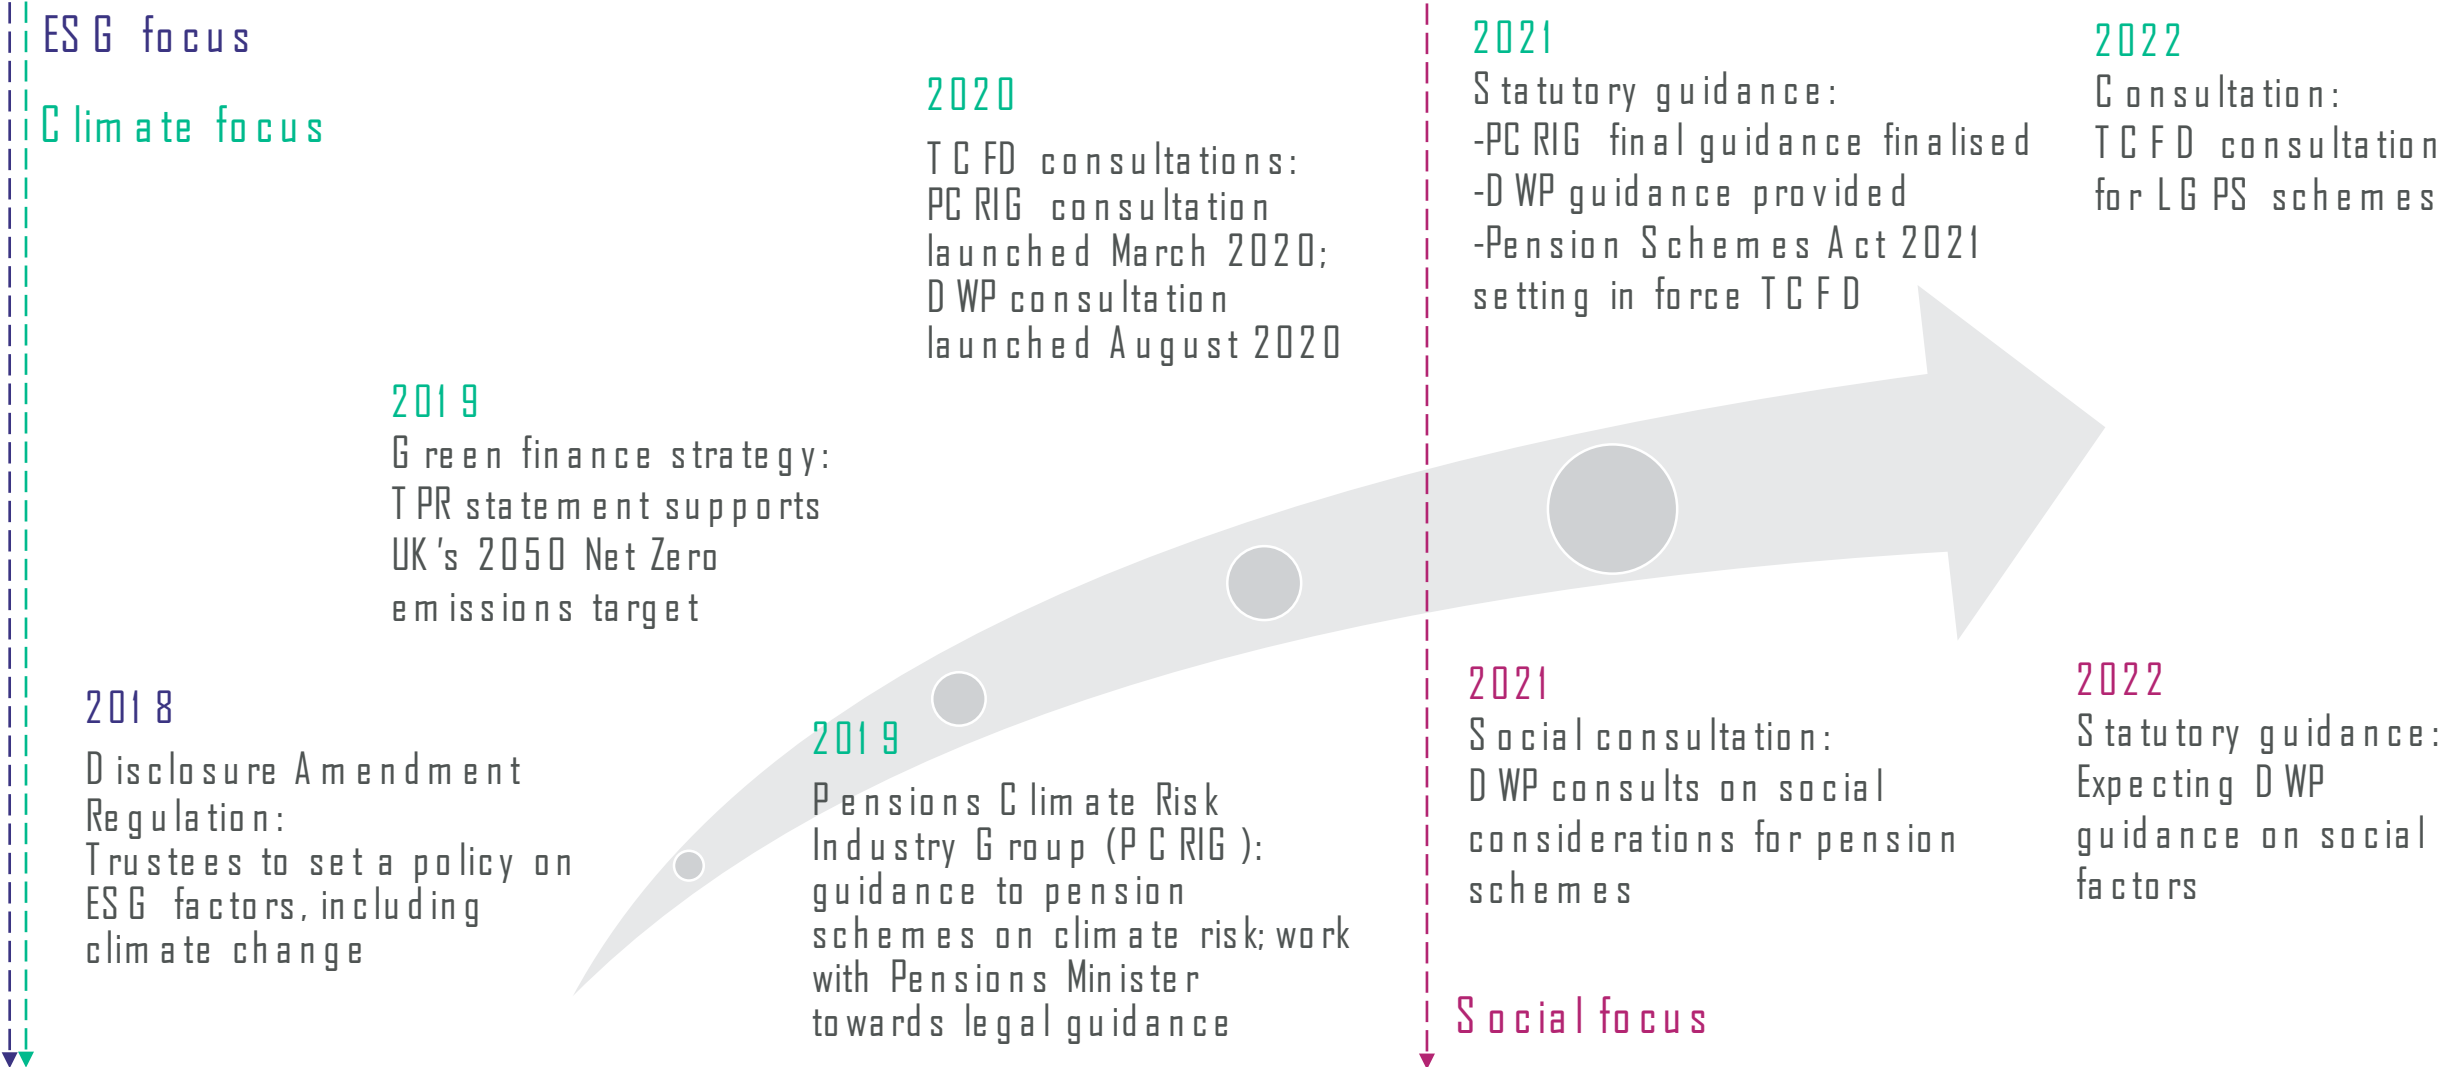 ESG focus
Climate focus
2018
Disclosure Amendment
Regulation:
Trustees to set a policy on
ESG factors, including
climate change
2019
Green finance strategy:
TPR statement supports
UK's 2050 Net Zero
emissions target
2019
Pensions Climate Risk
Industry Group (PCRIG):
guidance to pension
schemes on climate risk; work
with Pensions Minister
towards legal guidance
2020
TCFD consultations:
PCRIG consultation
launched March 2020;
DWP consultation
launched August 2020
2021
Statutory guidance:
-PCRIG final guidance finalised
-DWP guidance provided
-Pension Schemes Act 2021
setting in force TCFD
2022
Consultation:
TCFD consultation
for LGPS schemes
2021
Social consultation:
DWP consults on social
considerations for pension
schemes
2022
Statutory guidance:
Expecting DWP
guidance on social
factors
Social focus